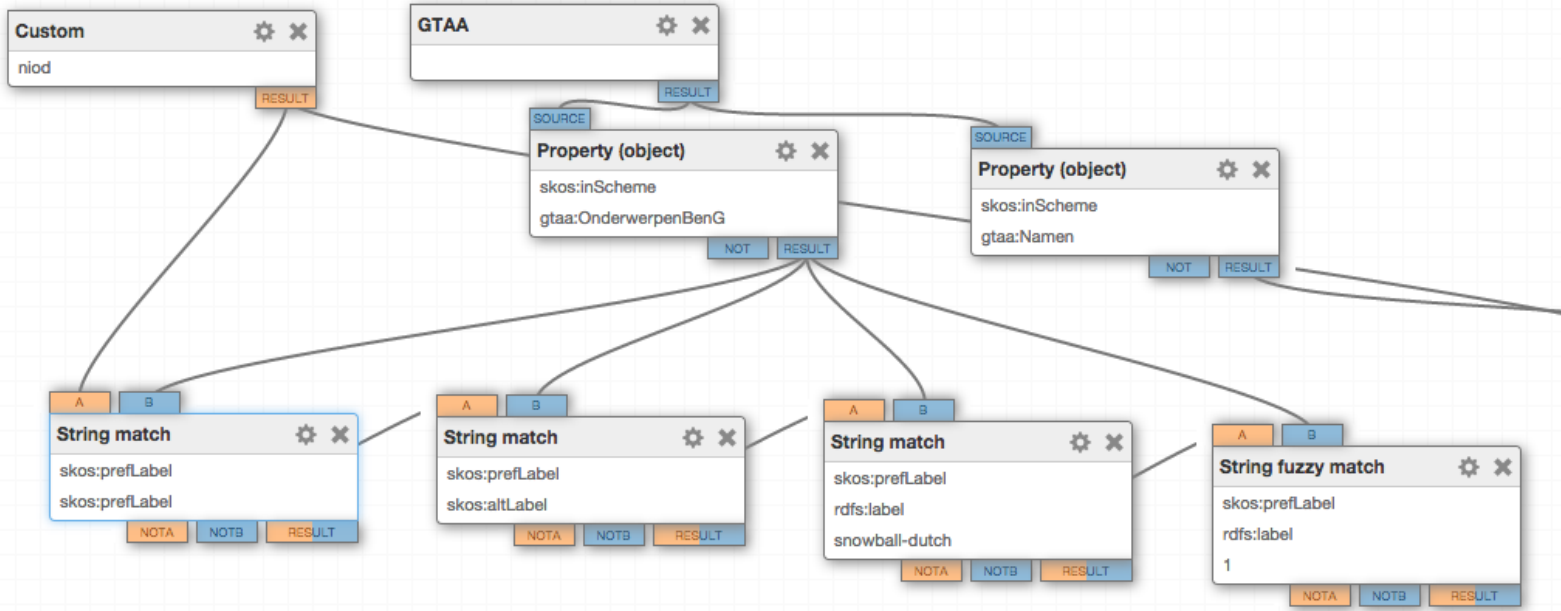 Custom
niod
RESULT
GTAA
RESULT
SOURCE
Property (object)
skos:inScheme
gtaa:OnderwerpenBenG
NOT RESULT
SOURCE
Property (object)
skos:inScheme
gtaa:Namen
NOT RESULT
A B
String match
skos:prefLabel
skos:prefLabel
NOTA NOTB RESULT
A B
String match
skos:prefLabel
skos:altLabel
NOTA NOTB RESULT
A B
String match
skos:prefLabel
rdfs:label
snowball-dutch
NOTA NOTB RESULT
A B
String fuzzy match
skos:prefLabel
rdfs:label
1
NOTA NOTB RESULT